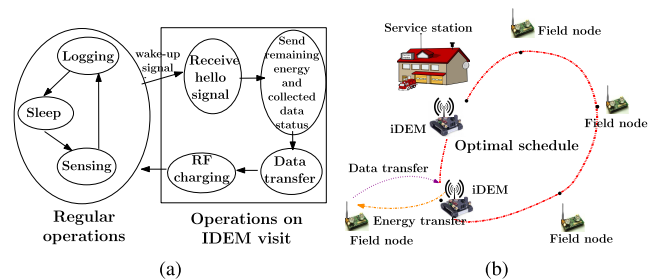 Logging
Sleep
Sensing
Regular
operations
wake-up
signal
Receive
hello
signal
Send
remaining
energy
and
collected
data
status
RF
charging
Data
transfer
Operations on
IDEM visit
(a)
Service station
Field node
iDEM
Field node
Optimal schedule
Data transfer
iDEM
Energy transfer
Field node
Field node
(b)